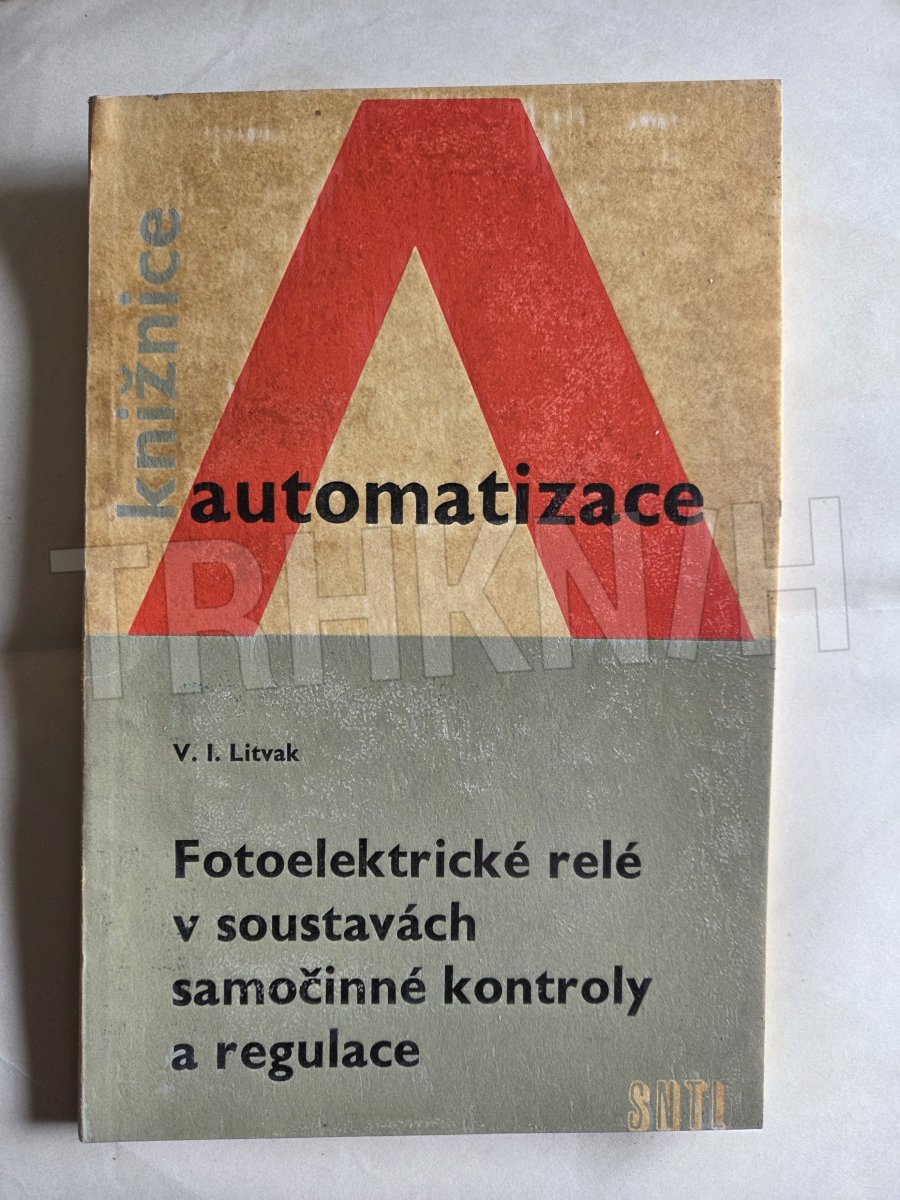 knižnice
automatizace
TRHKNIH
V. I. Litvak
Fotoelektrické relé
v soustavách
samočinné kontroly
a regulace
SNTL